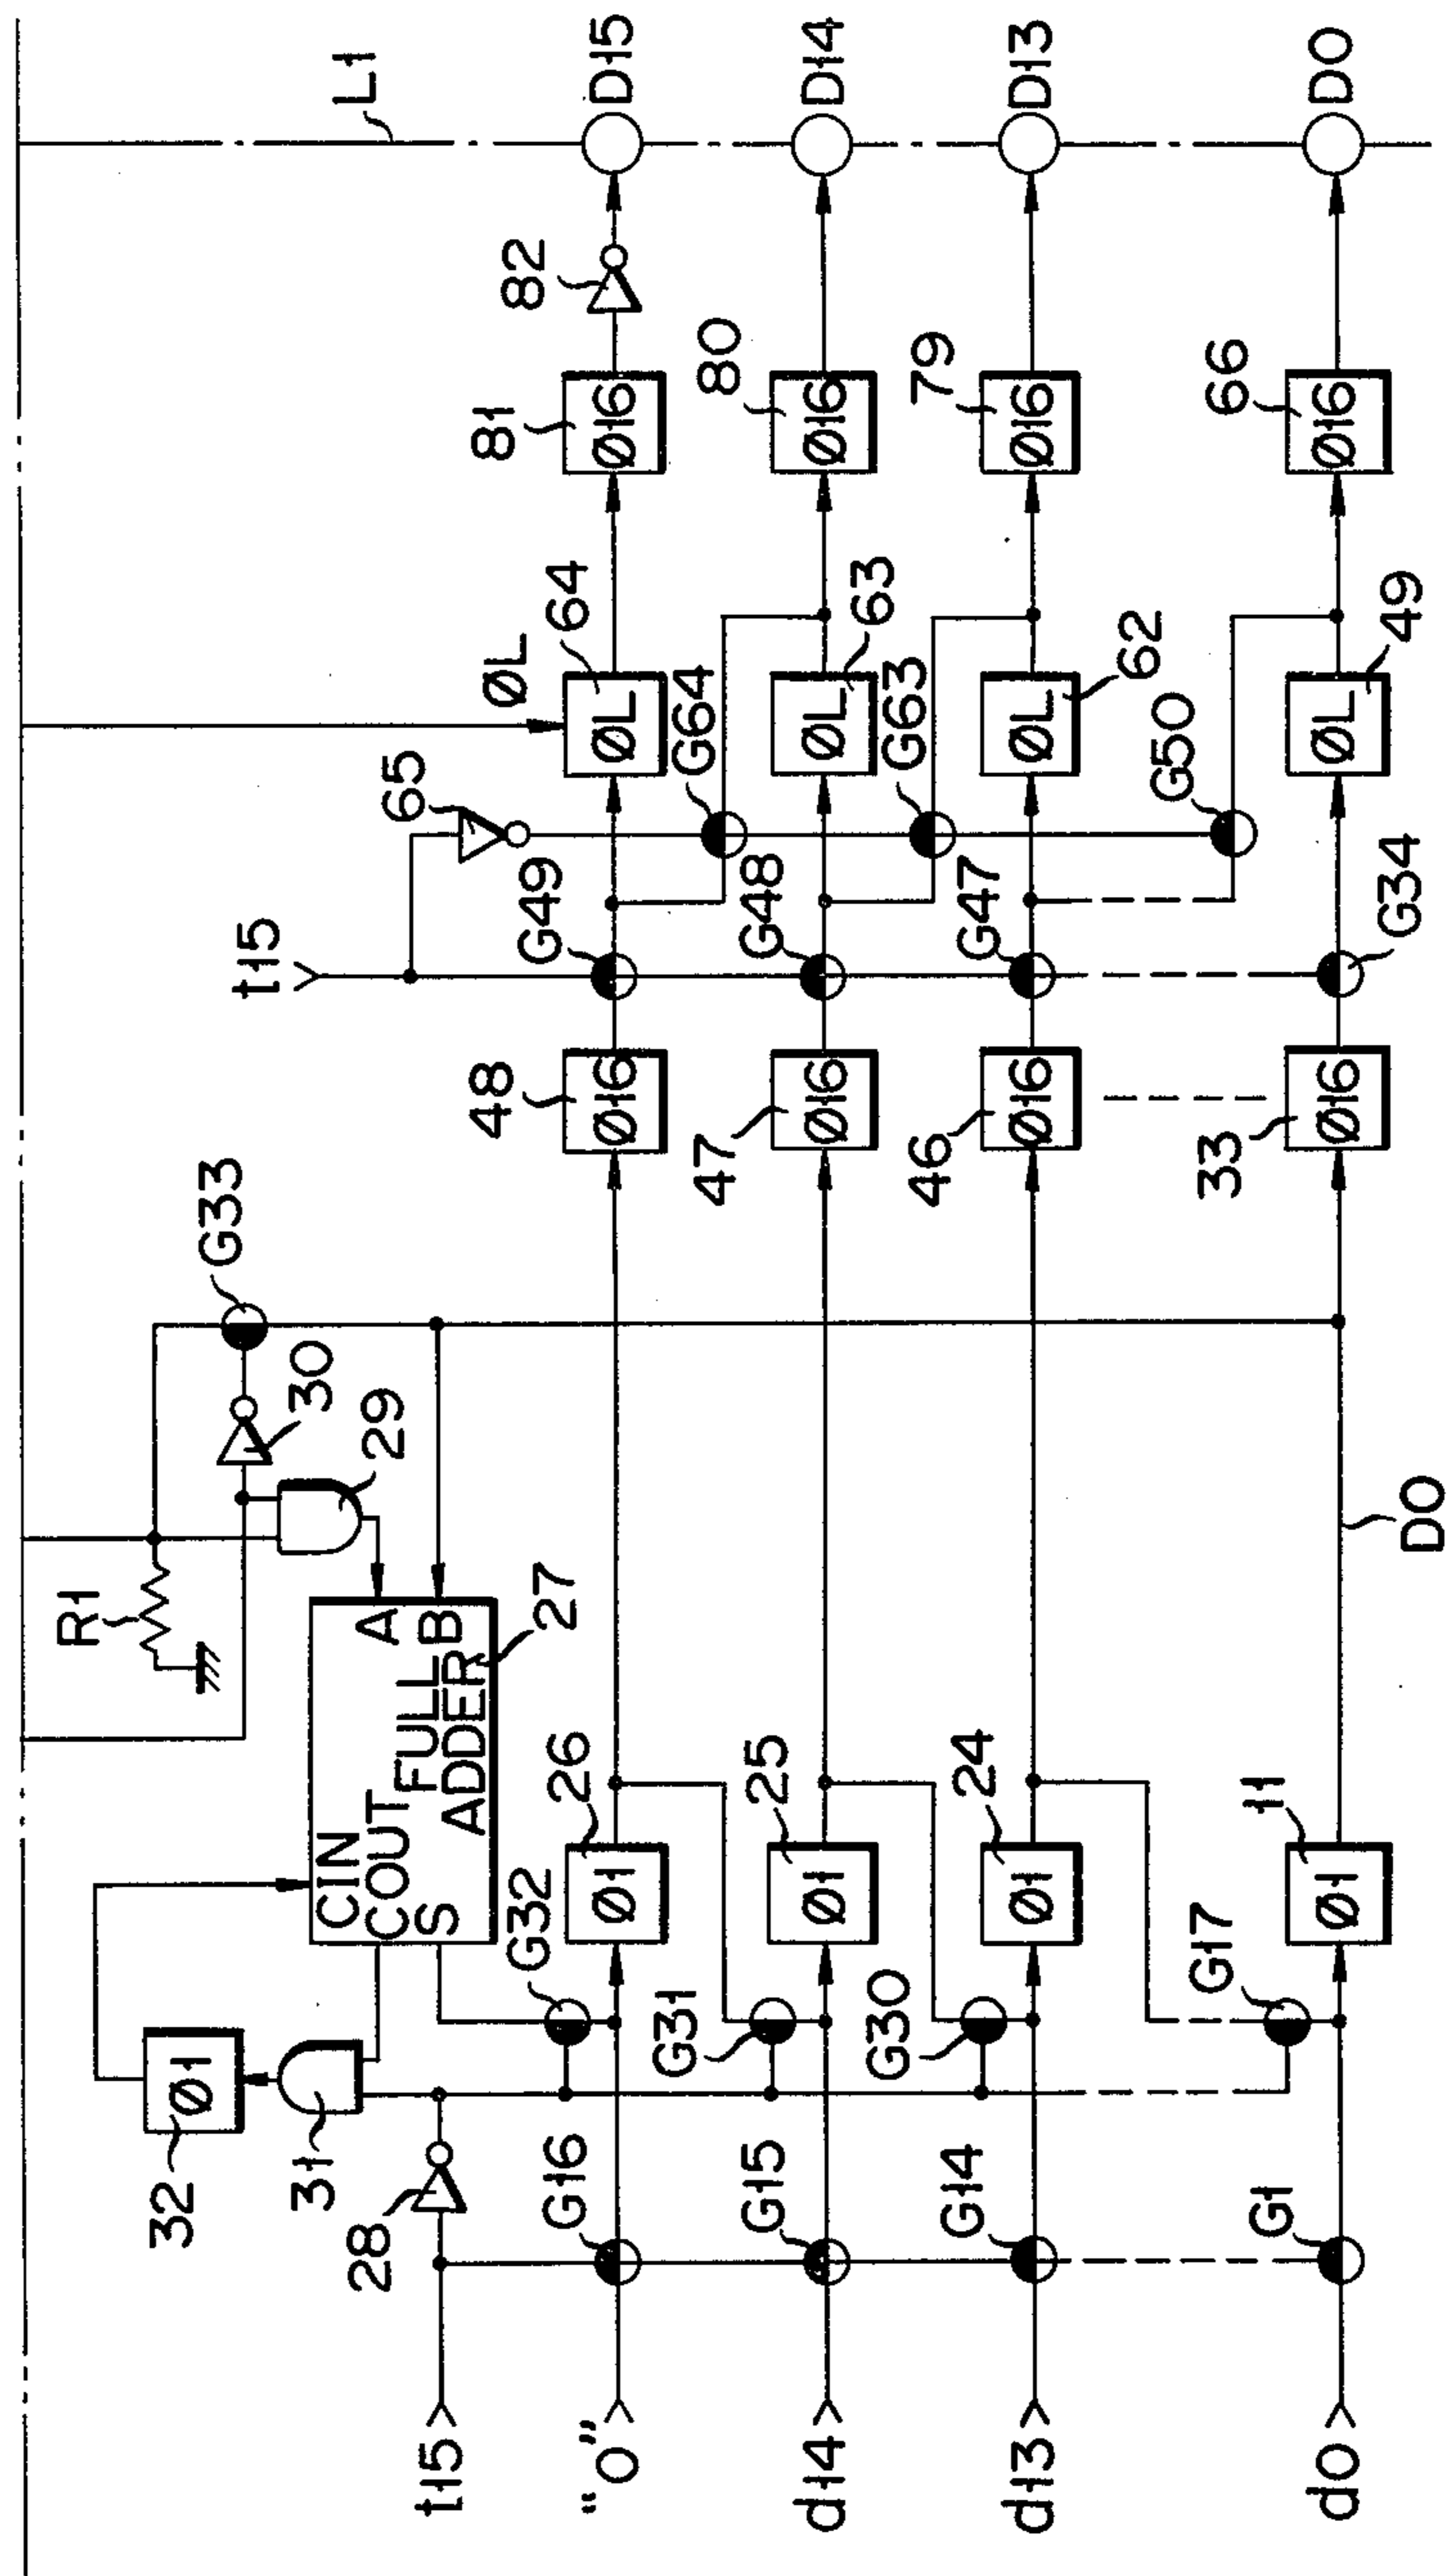 L1
D15
D14
D13
D0
82
81
80
79
66
ØL
64
63
62
49
Ø16
Ø16
Ø16
Ø16
ØL
ØL
ØL
ØL
65
G64
G63
G50
t15
G49
G48
G47
G34
48
47
46
33
Ø16
Ø16
Ø16
Ø16
G33
30
29
R1
A
B
CIN
COUT
S
FULL
ADDER
27
D0
26
25
24
11
Ø1
Ø1
Ø1
Ø1
G32
G31
G30
G17
32
Ø1
31
28
G16
G15
G14
G1
t15
"0"
d14
d13
d0